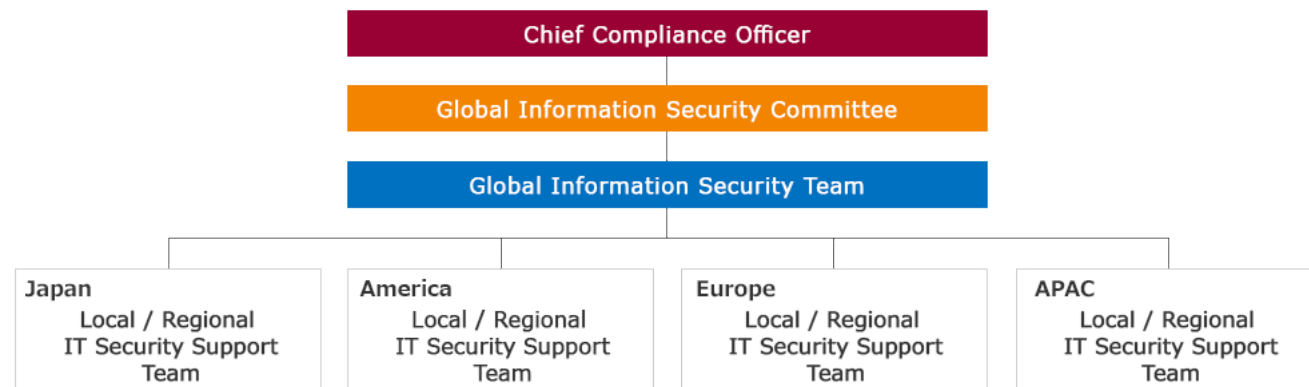 Chief Compliance Officer
Global Information Security Committee
Global Information Security Team
Japan
Local / Regional
IT Security Support
Team
America
Local / Regional
IT Security Support
Team
Europe
Local / Regional
IT Security Support
Team
APAC
Local / Regional
IT Security Support
Team